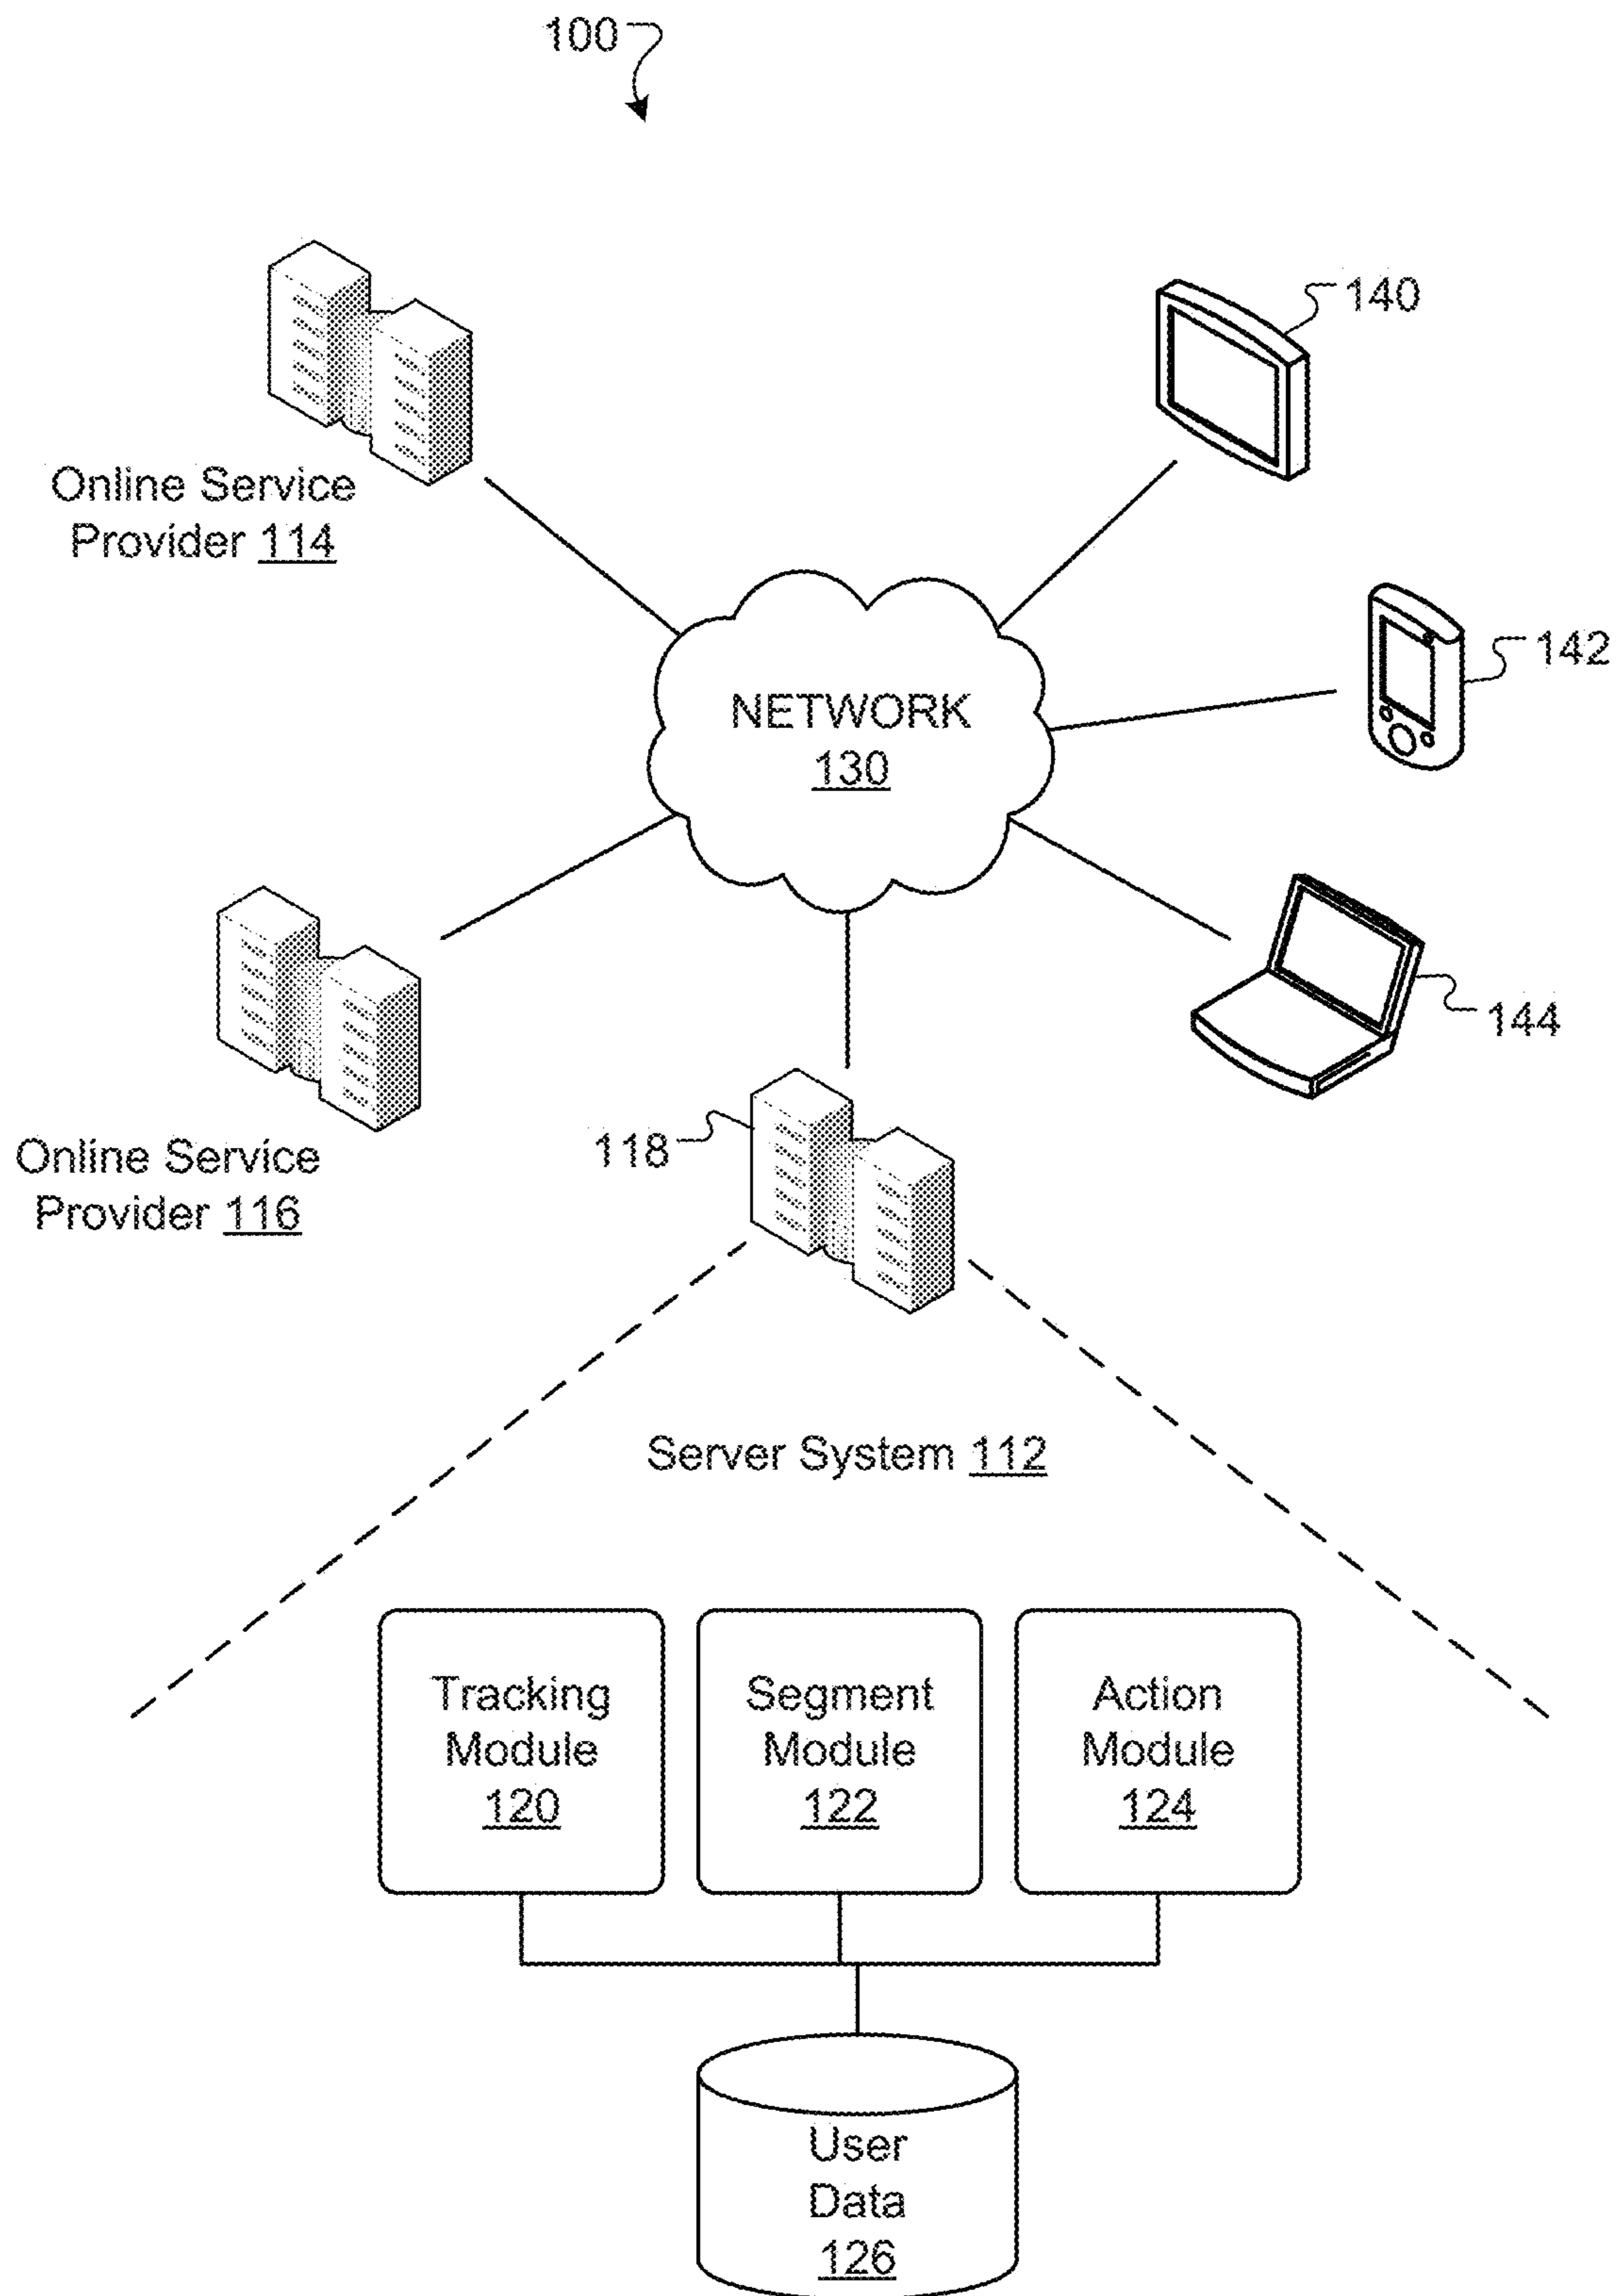 100
140
Online Service
Provider 114
142
NETWORK
130
144
118
Online Service
Provider 116
Server System 112
Tracking
Module
120
Segment
Module
122
Action
Module
124
User
Data
126